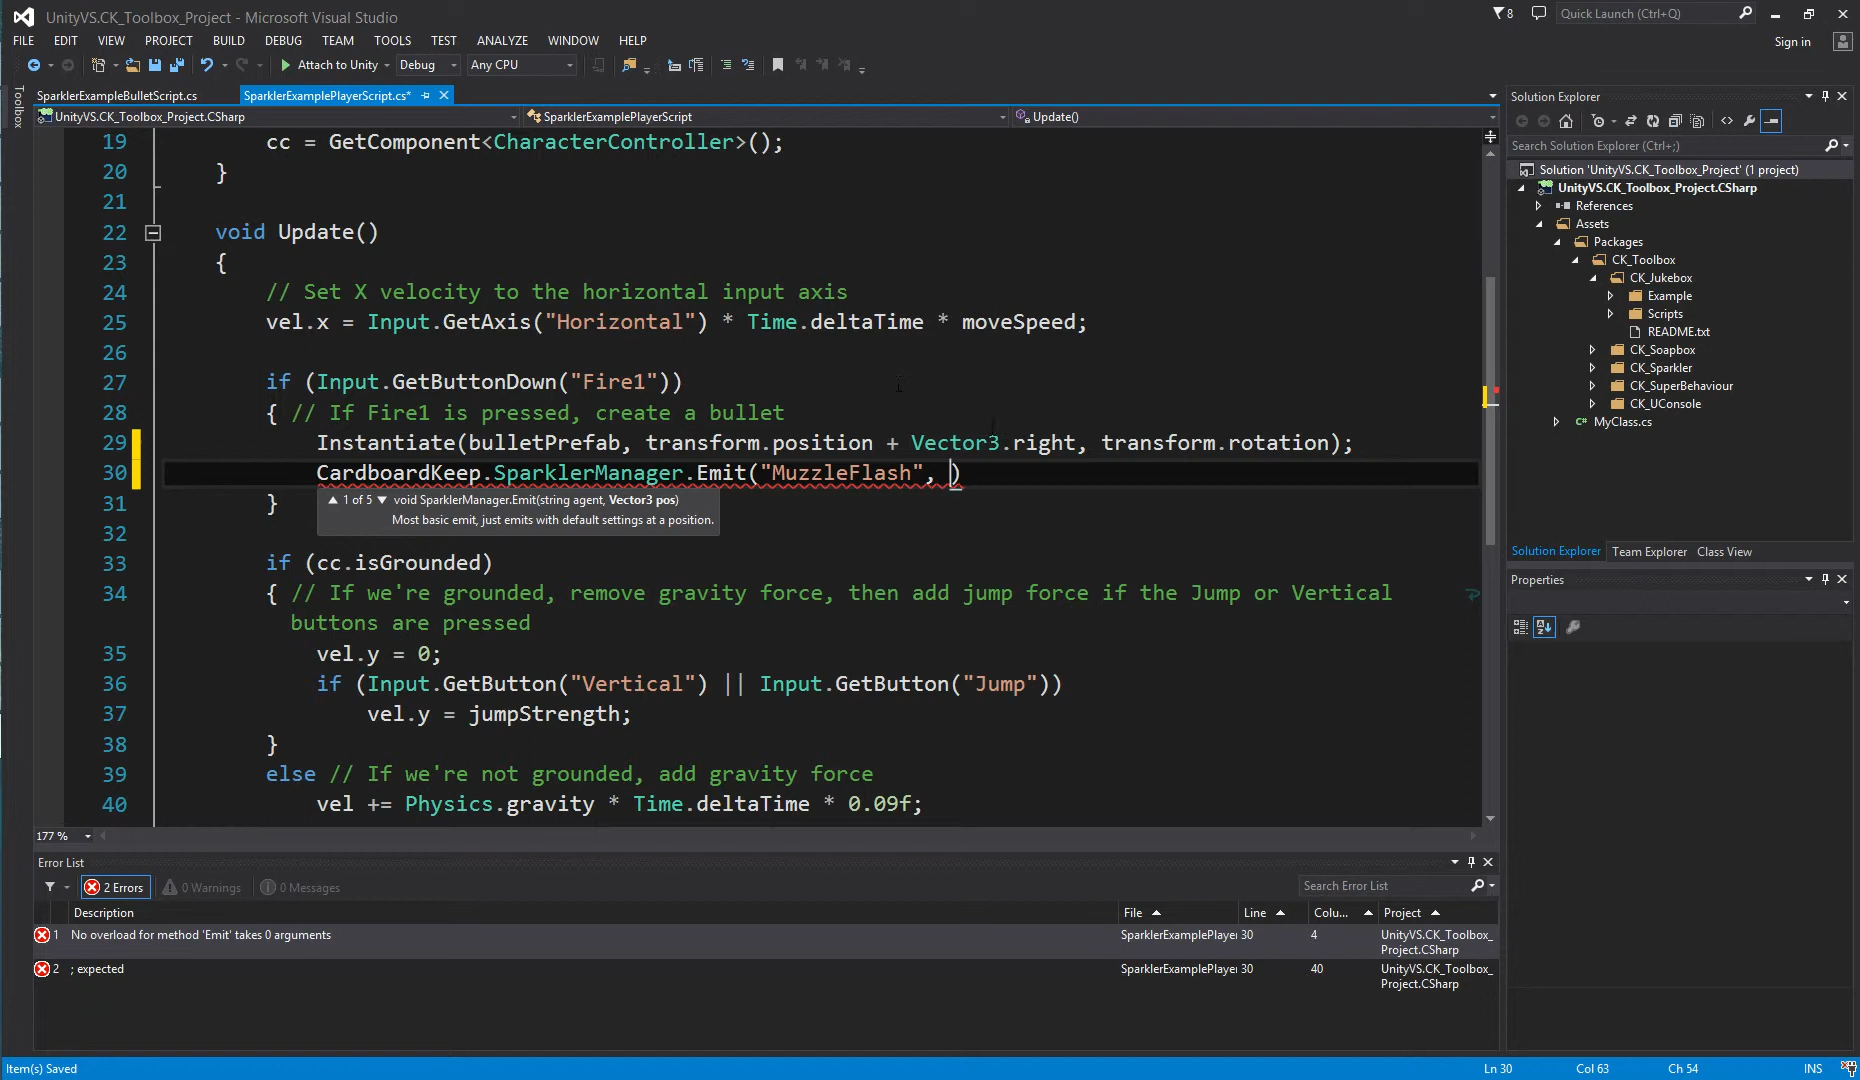 UnityVS.CK_Toolbox_Project - Microsoft Visual Studio
8
Quick Launch (Ctrl+Q)
FILE EDIT VIEW PROJECT BUILD DEBUG TEAM TOOLS TEST ANALYZE WINDOW HELP
Sign in
Attach to Unity Debug Any CPU
Toolbox
SparklerExampleBulletScript.cs SparklerExamplePlayerScript.cs*
UnityVS.CK_Toolbox_Project.CSharp SparklerExamplePlayerScript Update()
19 cc = GetComponent<CharacterController>();
20 }
21
22 void Update()
23 {
24 // Set X velocity to the horizontal input axis
25 vel.x = Input.GetAxis("Horizontal") * Time.deltaTime * moveSpeed;
26
27 if (Input.GetButtonDown("Fire1"))
28 { // If Fire1 is pressed, create a bullet
29 Instantiate(bulletPrefab, transform.position + Vector3.right, transform.rotation);
30 CardboardKeep.SparklerManager.Emit("MuzzleFlash", )
1 of 5 void SparklerManager.Emit(string agent, Vector3 pos)
Most basic emit, just emits with default settings at a position.
31 }
32
33 if (cc.isGrounded)
34 { // If we're grounded, remove gravity force, then add jump force if the Jump or Vertical
buttons are pressed
35 vel.y = 0;
36 if (Input.GetButton("Vertical") || Input.GetButton("Jump"))
37 vel.y = jumpStrength;
38 }
39 else // If we're not grounded, add gravity force
40 vel += Physics.gravity * Time.deltaTime * 0.09f;
177 %
Error List
2 Errors 0 Warnings 0 Messages
Search Error List
Description File Line Colu... Project
1 No overload for method 'Emit' takes 0 arguments SparklerExamplePlayer 30 4 UnityVS.CK_Toolbox_
Project.CSharp
2 ; expected SparklerExamplePlayer 30 40 UnityVS.CK_Toolbox_
Project.CSharp
Solution Explorer
Search Solution Explorer (Ctrl+;)
Solution 'UnityVS.CK_Toolbox_Project' (1 project)
UnityVS.CK_Toolbox_Project.CSharp
References
Assets
Packages
CK_Toolbox
CK_Jukebox
Example
Scripts
README.txt
CK_Soapbox
CK_Sparkler
CK_SuperBehaviour
CK_UConsole
MyClass.cs
Solution Explorer Team Explorer Class View
Properties
Item(s) Saved
Ln 30 Col 63 Ch 54 INS